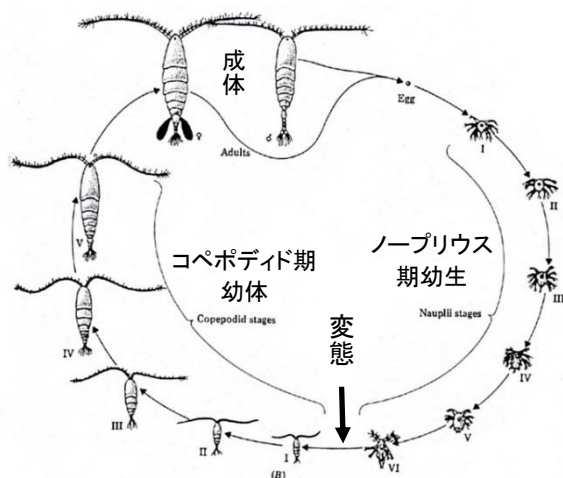 成体
♀
♂
Adults
Egg
I
II
III
IV
V
VI
ノープリウス
期幼生
Nauplii stages
変態
コペポディド期
幼体
Copepodid stages
I
II
III
IV
V
(B)